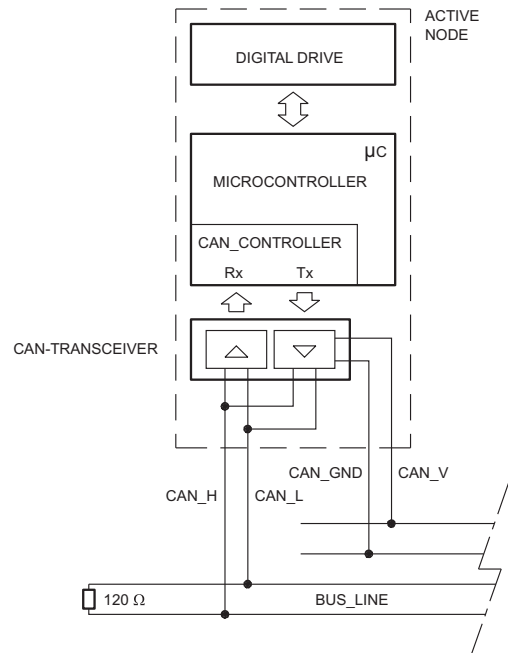 ACTIVE
NODE
DIGITAL DRIVE
µC
MICROCONTROLLER
CAN_CONTROLLER
Rx Tx
CAN-TRANSCEIVER
CAN_GND CAN_V
CAN_H CAN_L
120 Ω BUS_LINE